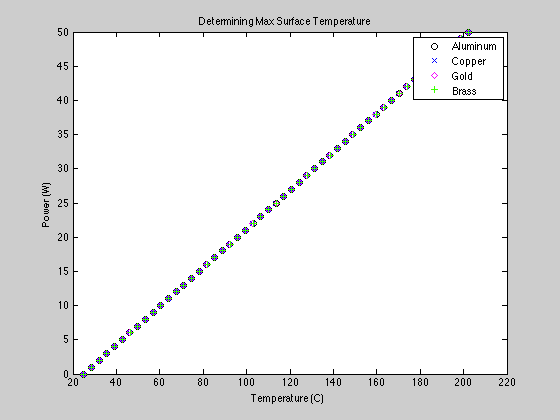 Determining Max Surface Temperature
50
45
40
35
30
25
20
15
10
5
0
Power (W)
Aluminum
Copper
Gold
Brass
20 40 60 80 100 120 140 160 180 200 220
Temperature (C)